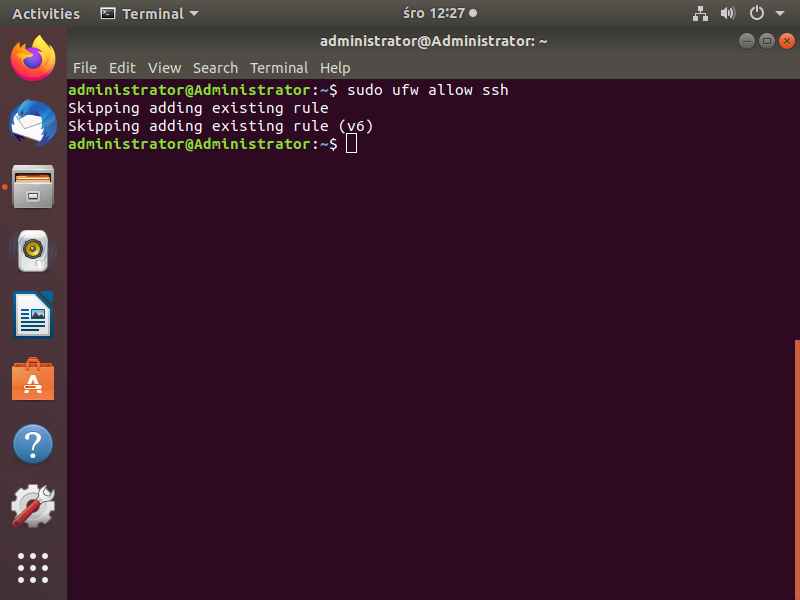 Activities Terminal śro 12:27
administrator@Administrator: ~
File Edit View Search Terminal Help
administrator@Administrator:~$ sudo ufw allow ssh
Skipping adding existing rule
Skipping adding existing rule (v6)
administrator@Administrator:~$